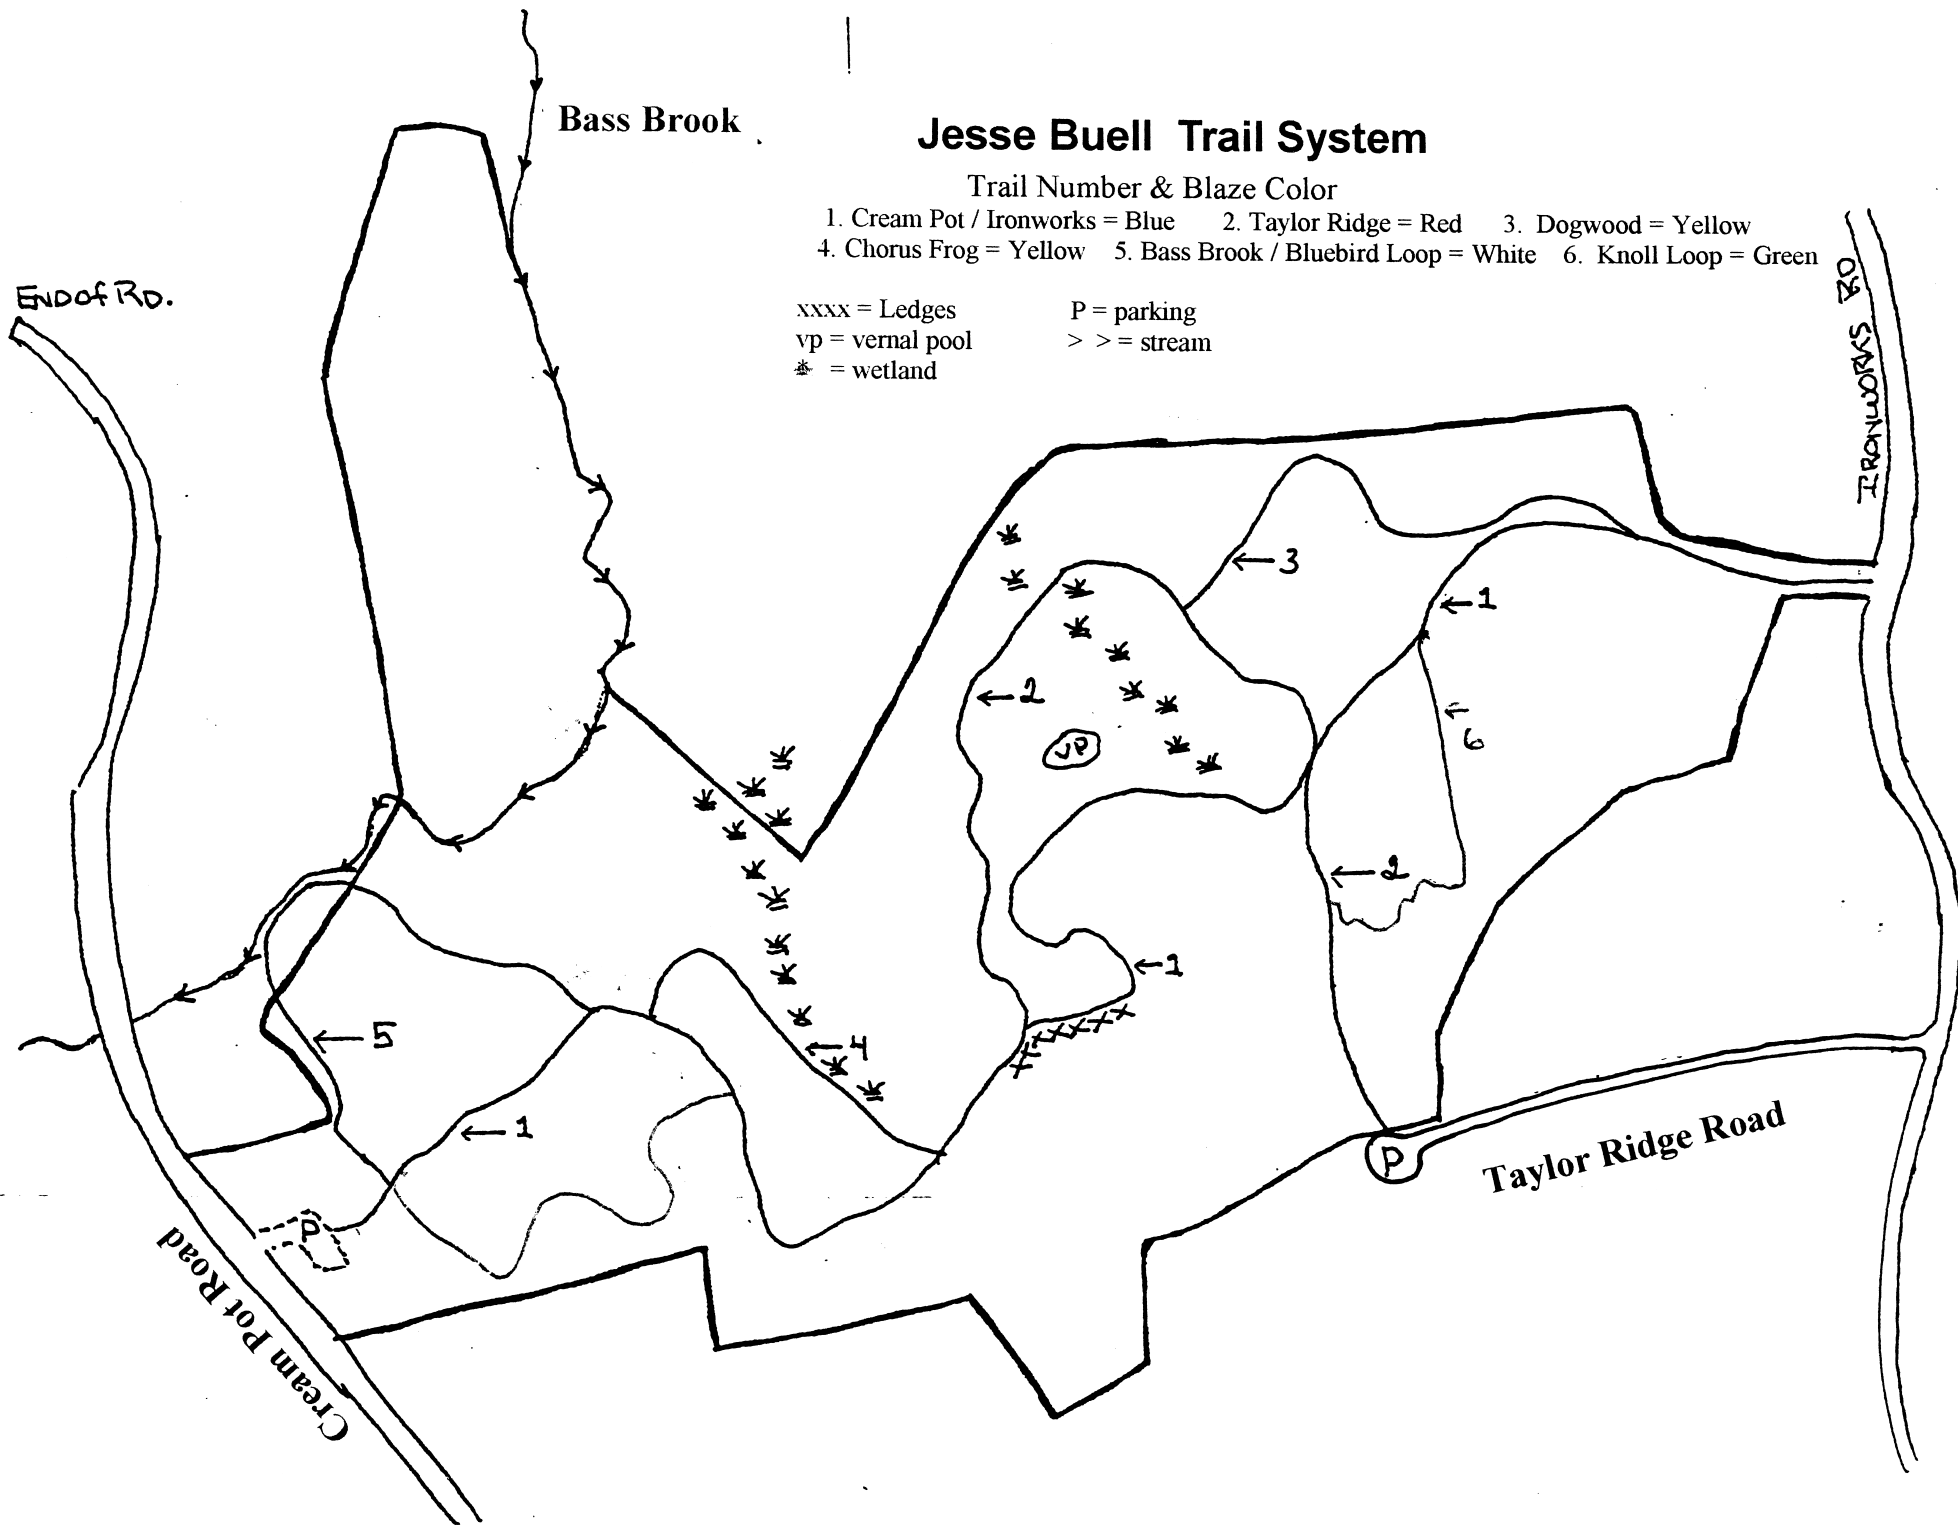 Bass Brook
Jesse Buell Trail System
Trail Number & Blaze Color
1. Cream Pot / Ironworks = Blue 2. Taylor Ridge = Red 3. Dogwood = Yellow
4. Chorus Frog = Yellow 5. Bass Brook / Bluebird Loop = White 6. Knoll Loop = Green
END OF RD.
xxxx = Ledges P = parking
vp = vernal pool > > = stream
= wetland
IRONWORKS RD
3
1
2
6
VP
2
1
5
4
1
P
Taylor Ridge Road
P
Cream Pot Road